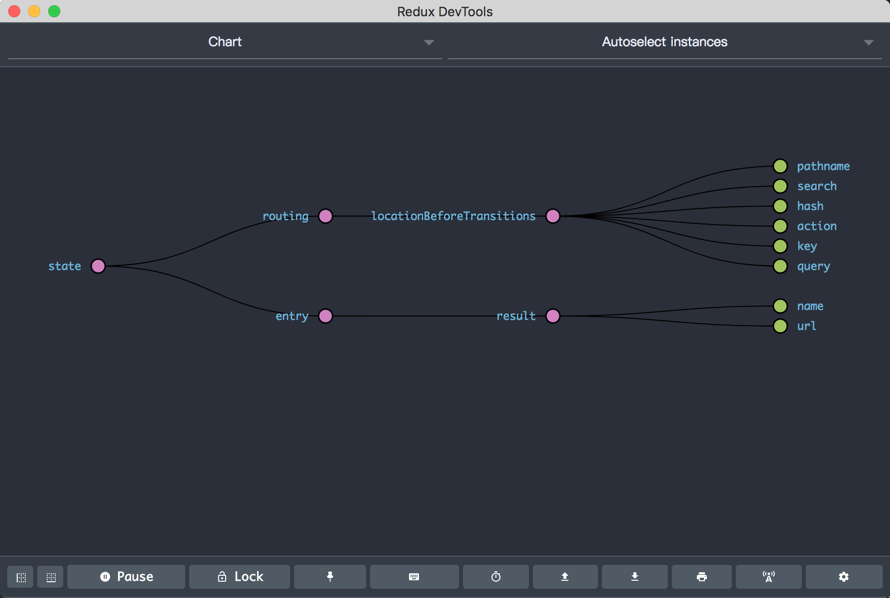 Redux DevTools
Chart
Autoselect instances
pathname
search
routing
locationBeforeTransitions
hash
action
key
state
query
name
entry
result
url
Pause
Lock